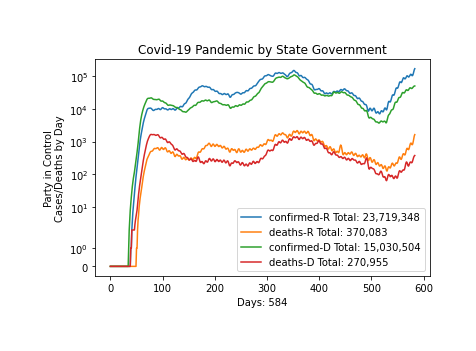 Covid-19 Pandemic by State Government
Party in Control
Cases/Deaths by Day
10^5
10^4
10^3
10^2
10^1
10^0
0
confirmed-R Total: 23,719,348
deaths-R Total: 370,083
confirmed-D Total: 15,030,504
deaths-D Total: 270,955
0 100 200 300 400 500 600
Days: 584